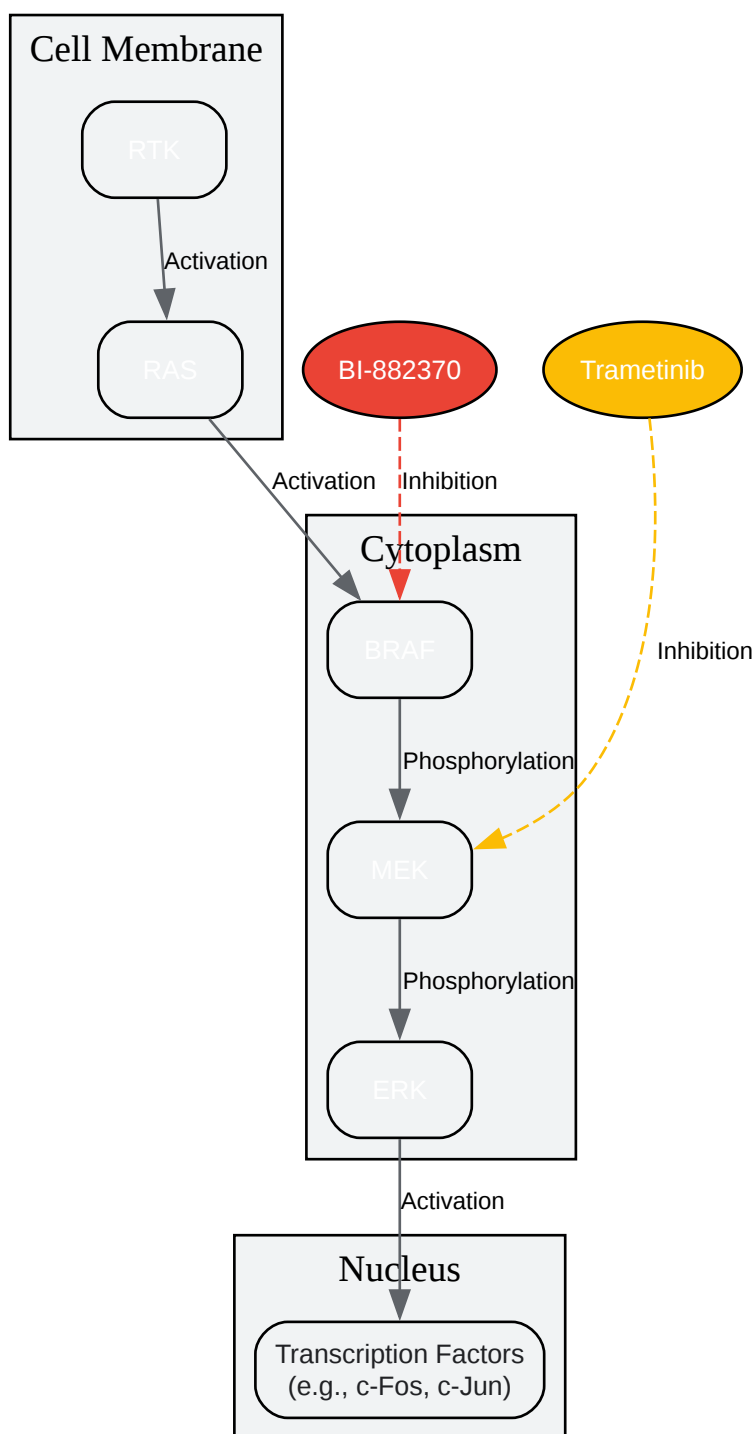 Cell Membrane
RTK
Activation
RAS
BI-882370
Trametinib
Activation
Inhibition
Cytoplasm
BRAF
Inhibition
Phosphorylation
MEK
Phosphorylation
ERK
Activation
Nucleus
Transcription Factors
(e.g., c-Fos, c-Jun)